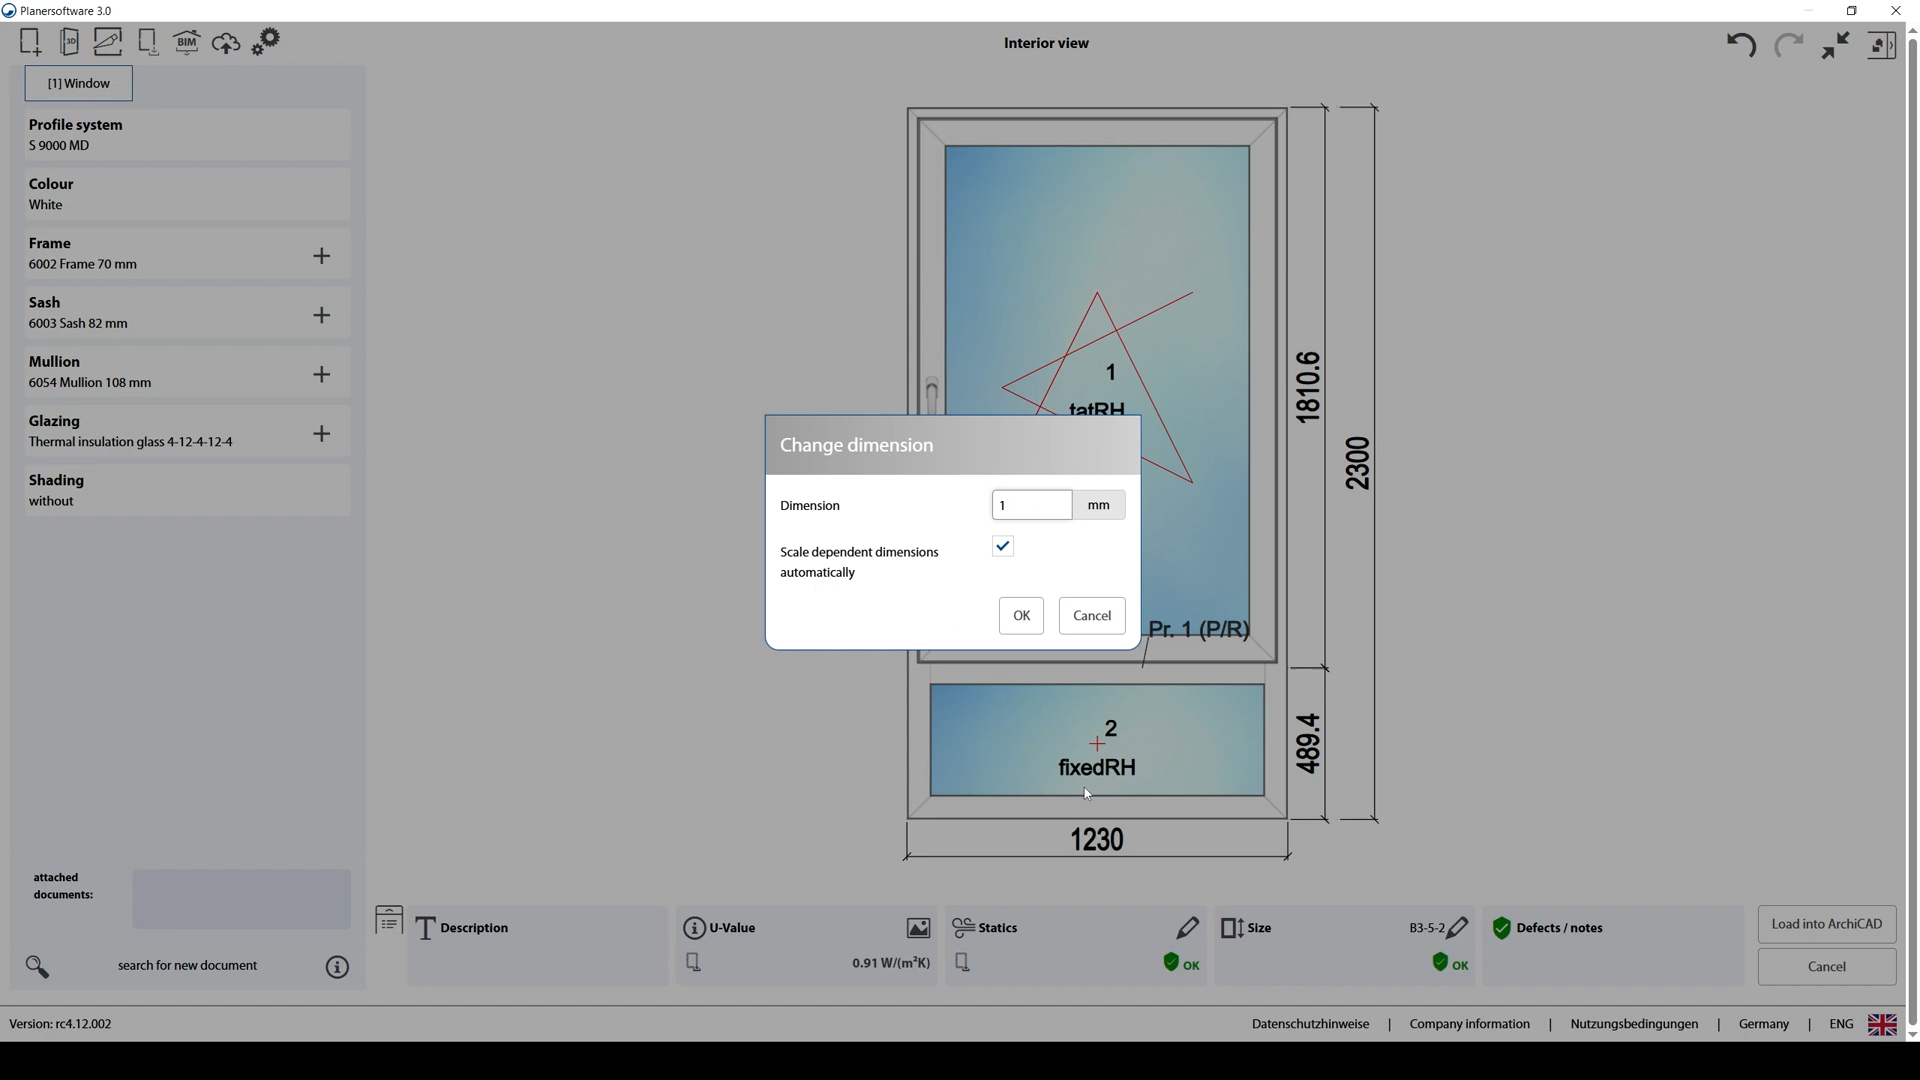 Planersoftware 3.0
3D
BIM
Interior view
[1] Window
Profile system
S 9000 MD
Colour
White
Frame
6002 Frame 70 mm
Sash
6003 Sash 82 mm
Mullion
6054 Mullion 108 mm
Glazing
Thermal insulation glass 4-12-4-12-4
Shading
without
attached
documents:
search for new document
1
tatRH
Pr. 1 (P/R)
2
fixedRH
1810.6
2300
489.4
1230
Change dimension
Dimension
1
mm
Scale dependent dimensions
automatically
OK
Cancel
Description
U-Value
0.91 W/(m²K)
Statics
OK
Size
B3-5-2
OK
Defects / notes
Load into ArchiCAD
Cancel
Version: rc4.12.002
Datenschutzhinweise | Company information | Nutzungsbedingungen | Germany | ENG